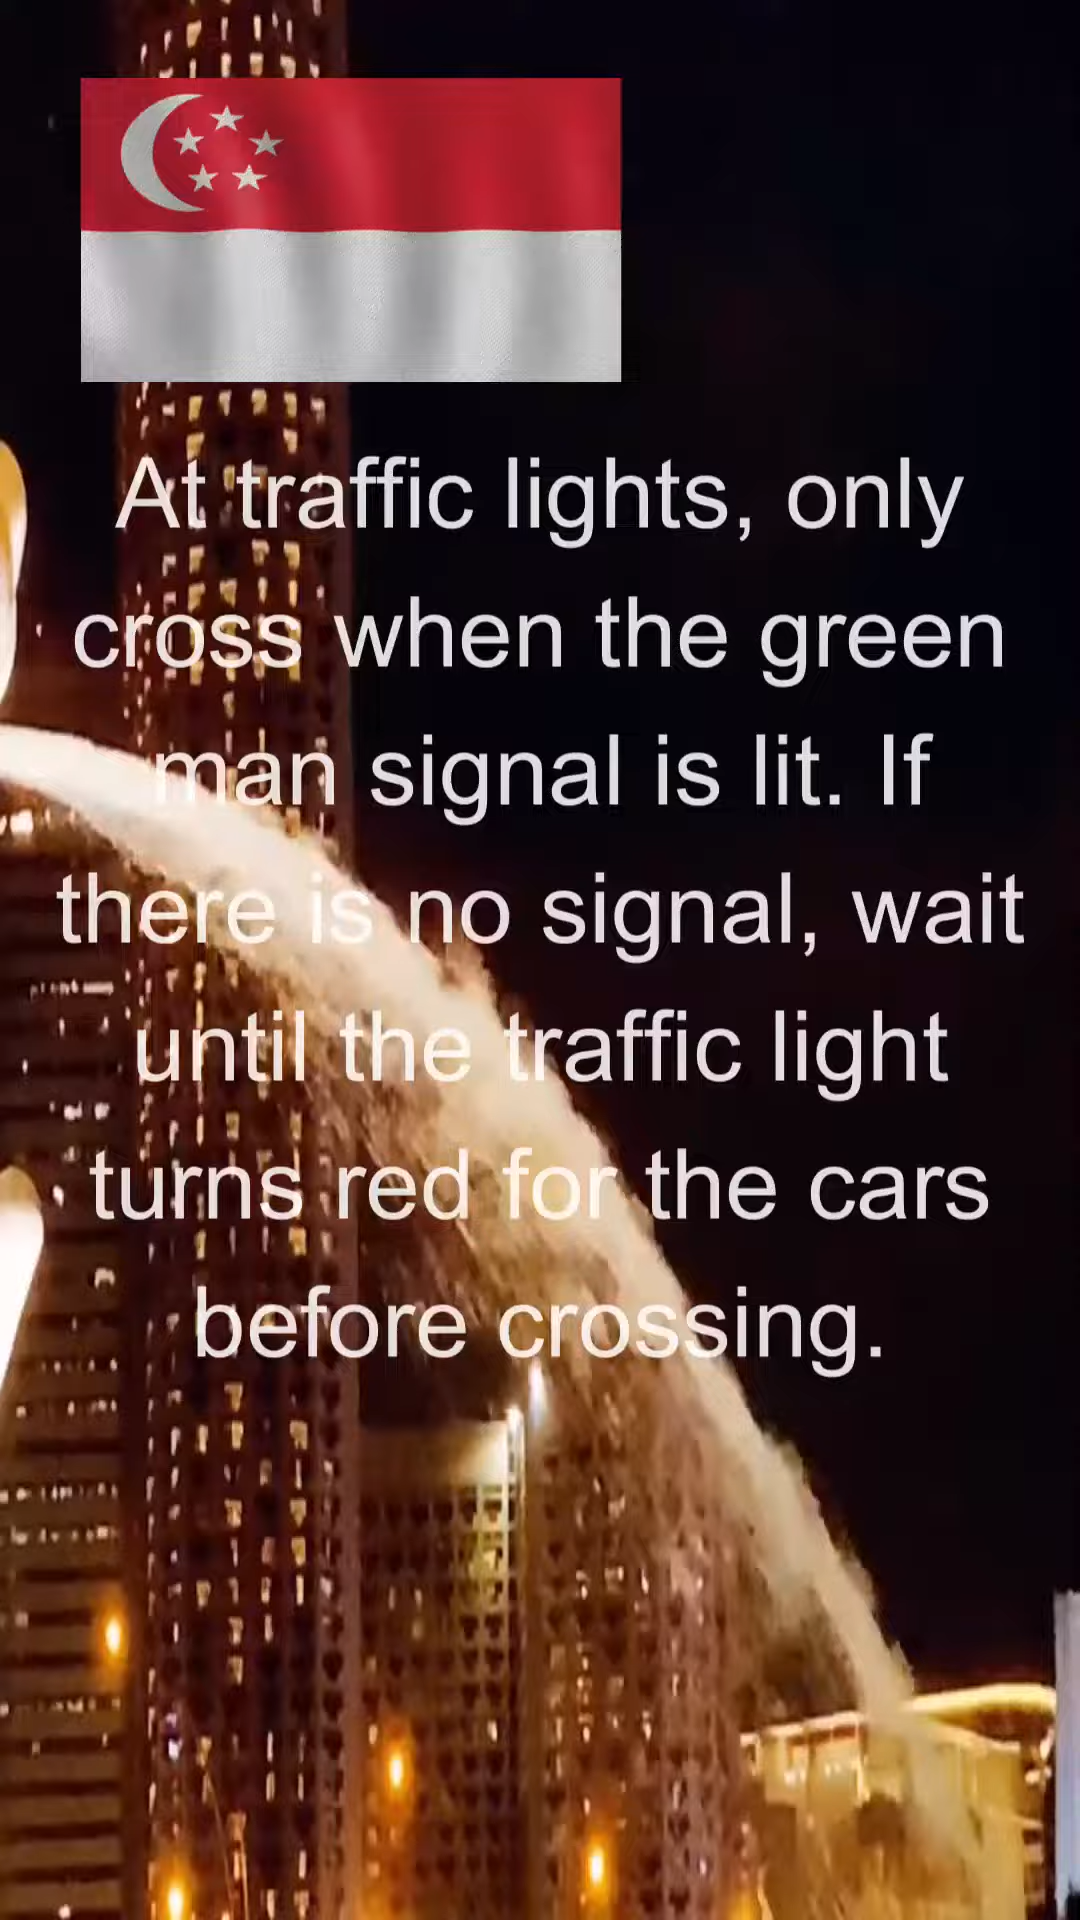 At traffic lights, only
cross when the green
man signal is lit. If
there is no signal, wait
until the traffic light
turns red for the cars
before crossing.